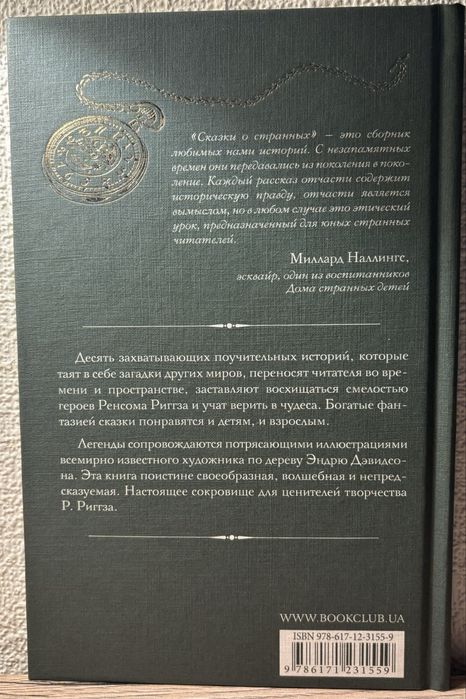 «Сказки о странных» — это сборник
любимых нами историй. С незапамятных
времен они передавались из поколения в поко-
ление. Каждый рассказ отчасти содержит
историческую правду, отчасти является
вымыслом, но в любом случае это этический
урок, предназначенный для юных странных
читателей.
Миллард Наллингс,
эсквайр, один из воспитанников
Дома странных детей
Десять захватывающих поучительных историй, которые
таят в себе загадки других миров, переносят читателя во вре-
мени и пространстве, заставляют восхищаться смелостью
героев Ренсома Риггза и учат верить в чудеса. Богатые фан-
тазией сказки понравятся и детям, и взрослым.
Легенды сопровождаются потрясающими иллюстрациями
всемирно известного художника по дереву Эндрю Дэвидсо-
на. Эта книга поистине своеобразная, волшебная и непред-
сказуемая. Настоящее сокровище для ценителей творчества
Р. Риггза.
WWW.BOOKCLUB.UA
ISBN 978-617-12-3155-9
9 786171 231559